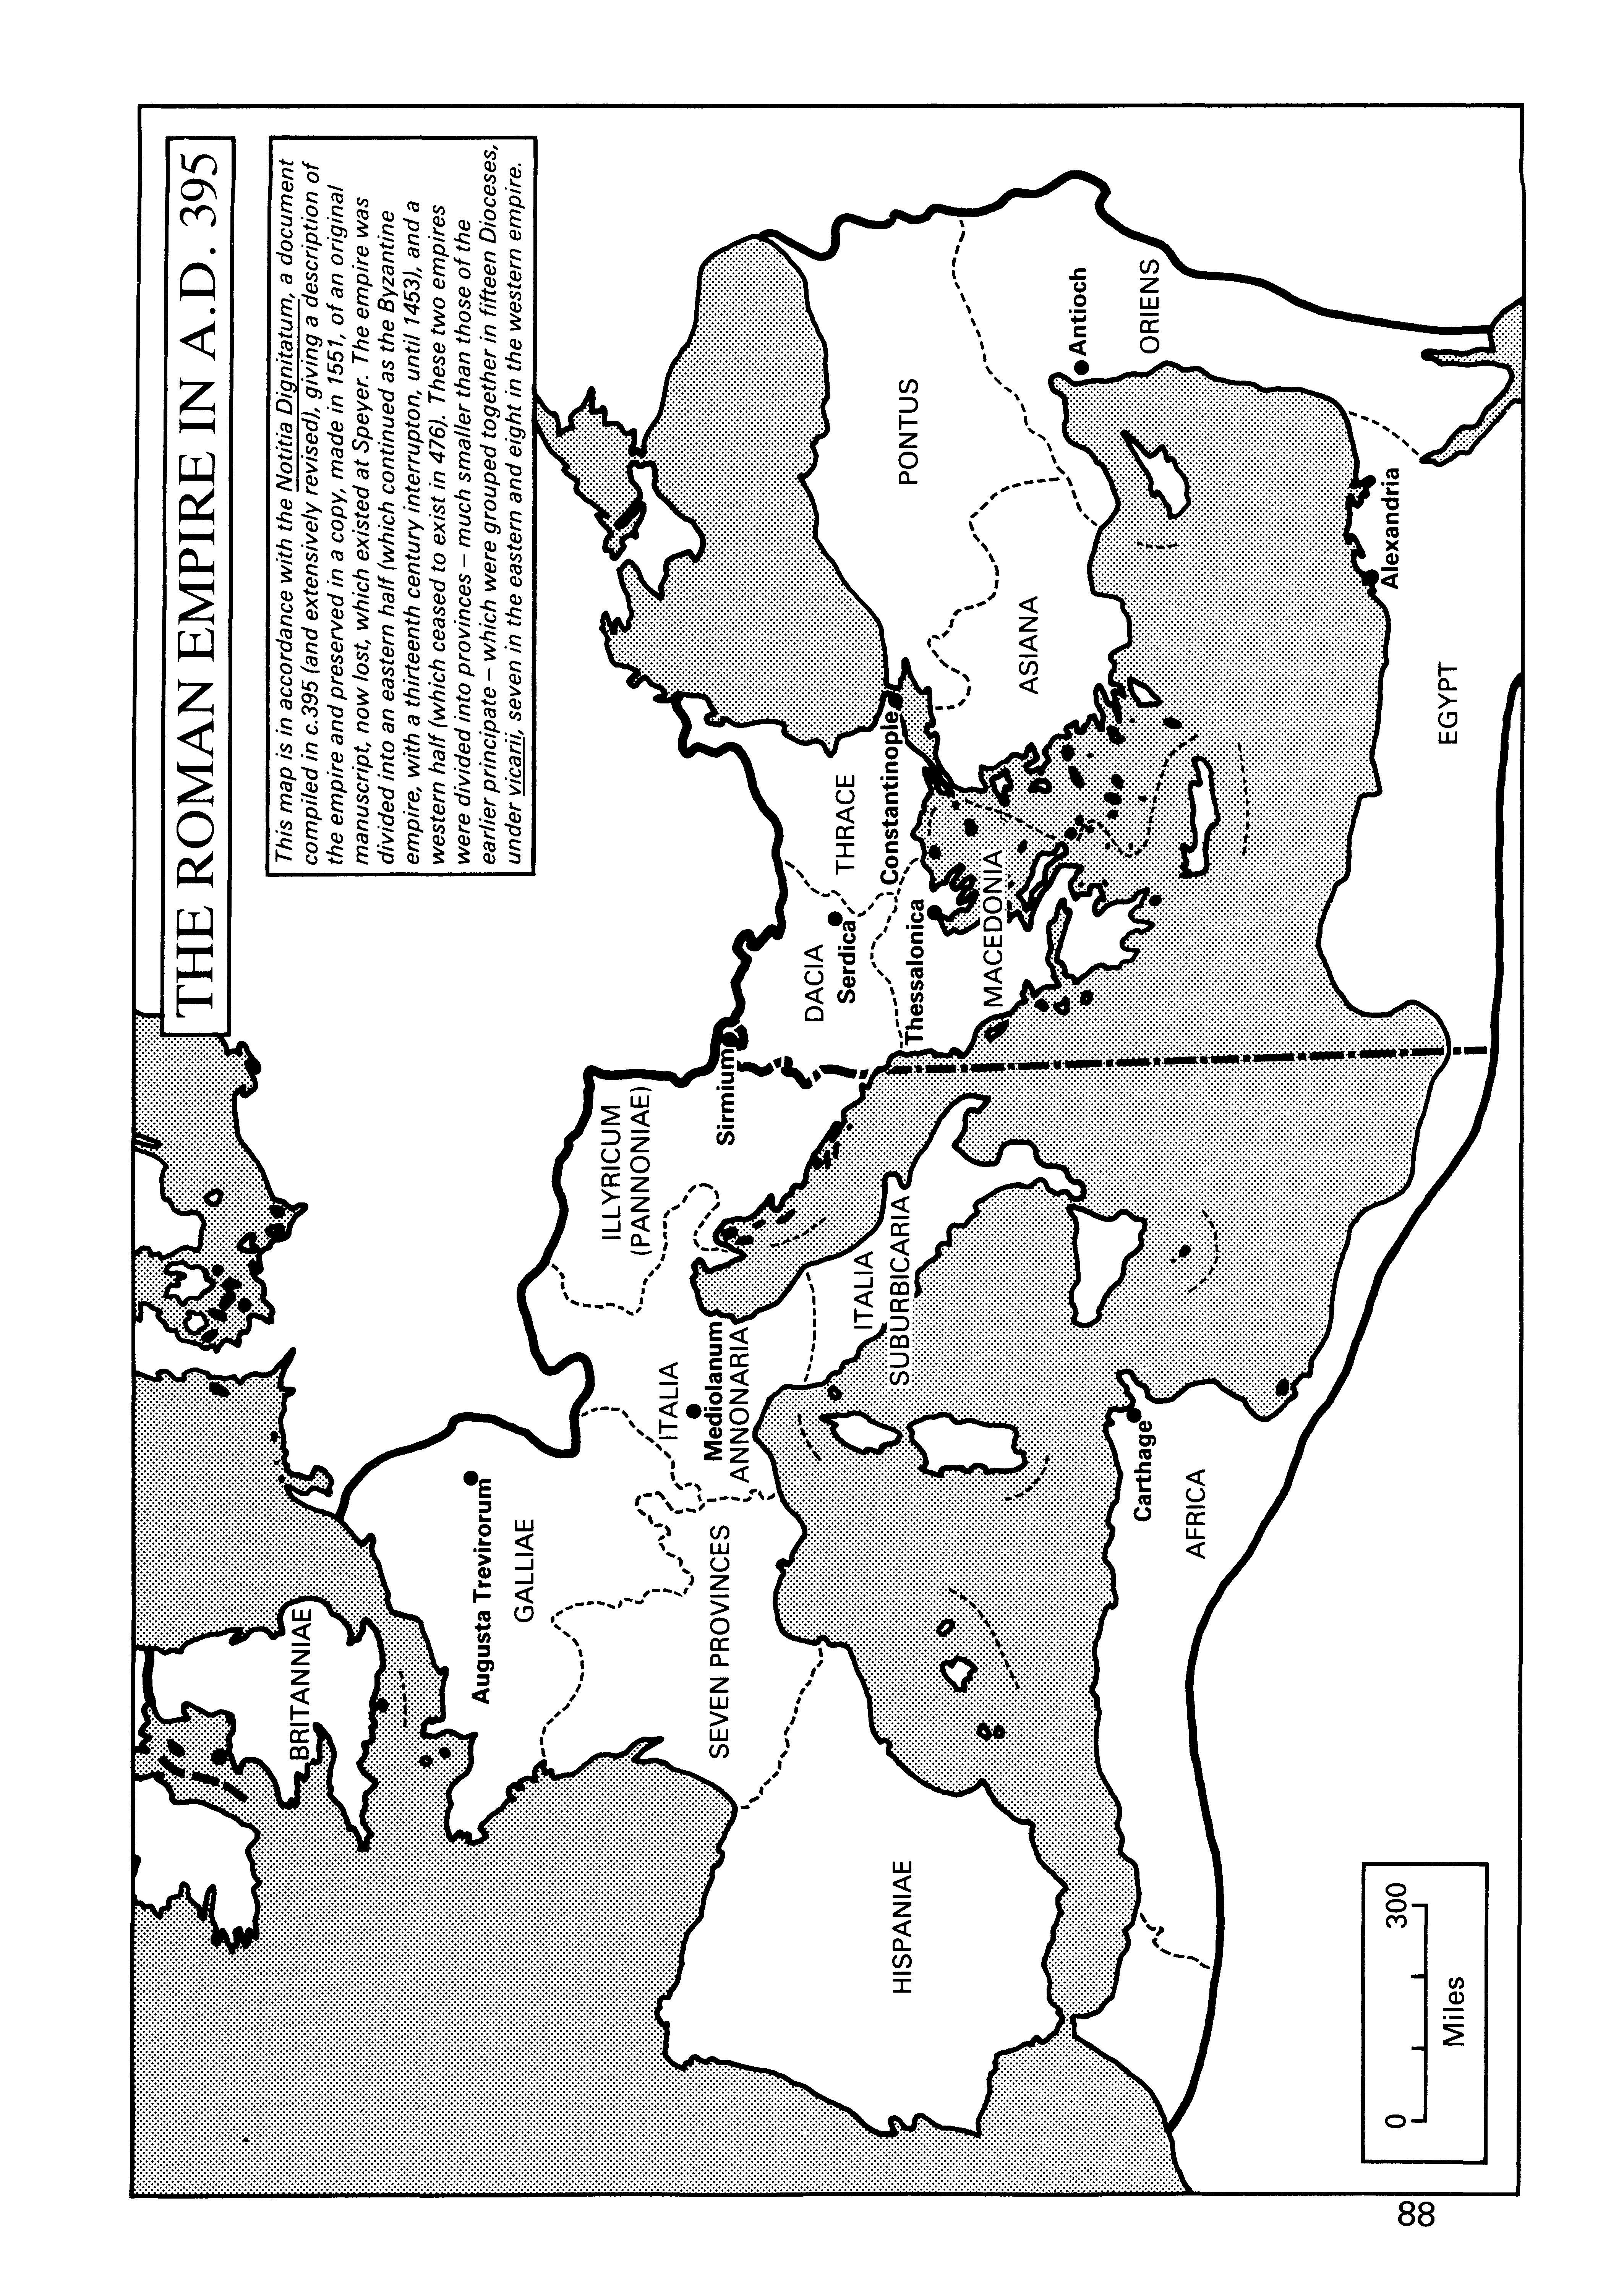 THE ROMAN EMPIRE IN A.D. 395
This map is in accordance with the Notitia Dignitatum, a document
compiled in c.395 (and extensively revised), giving a description of
the empire and preserved in a copy, made in 1551, of an original
manuscript, now lost, which existed at Speyer. The empire was
divided into an eastern half (which continued as the Byzantine
empire, with a thirteenth century interruption, until 1453), and a
western half (which ceased to exist in 476). These two empires
were divided into provinces – much smaller than those of the
earlier principate – which were grouped together in fifteen Dioceses,
under vicarii, seven in the eastern and eight in the western empire.
BRITANNIAE
Augusta Trevirorum
GALLIAE
SEVEN PROVINCES
HISPANIAE
ITALIA
Mediolanum
ANNONARIA
ILLYRICUM
(PANNONIAE)
Sirmium
ITALIA
SUBURBICARIA
DACIA
Serdica
THRACE
Constantinople
Thessalonica
MACEDONIA
PONTUS
ASIANA
Antioch
ORIENS
Alexandria
EGYPT
Carthage
AFRICA
0
300
Miles
88